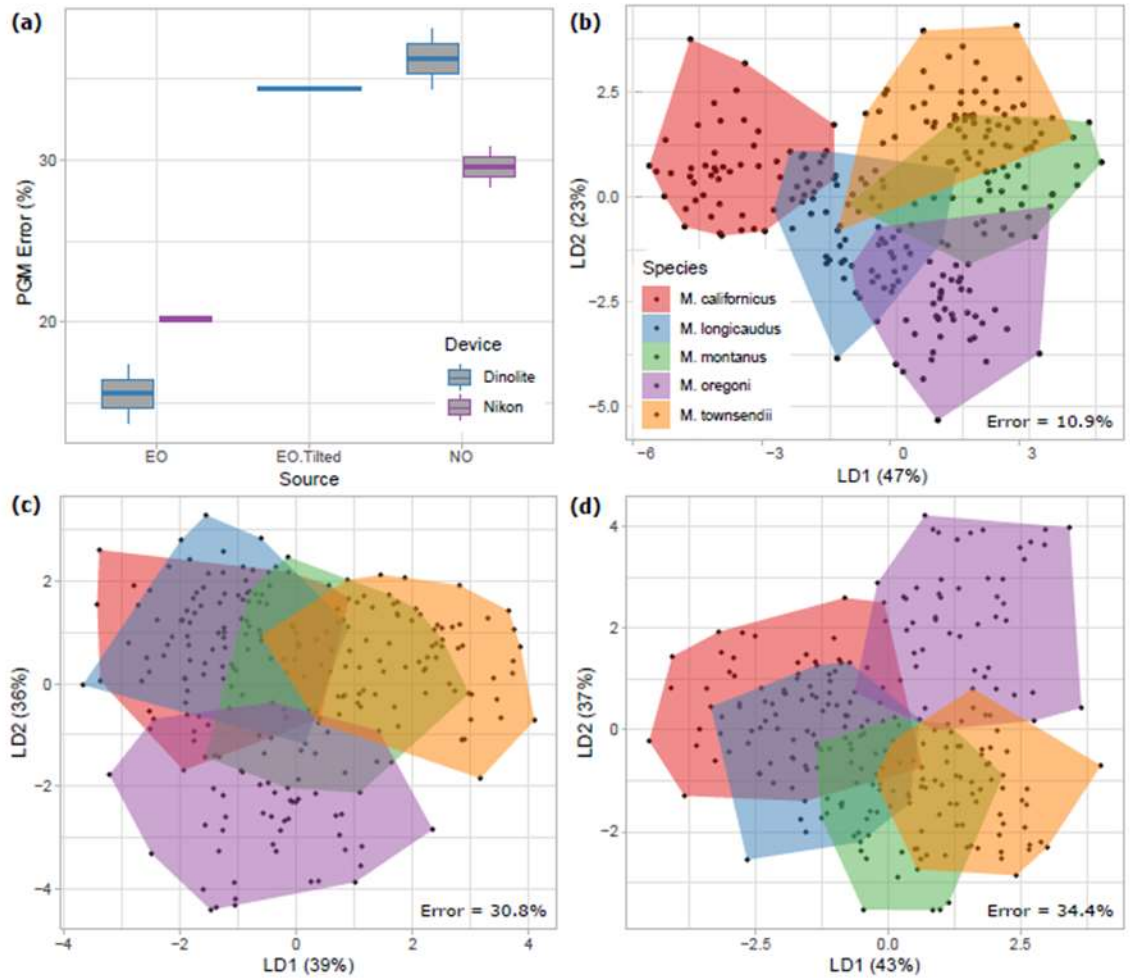 (a)
30
20
PGM Error (%)
Device
Dinolite
Nikon
EO
EO.Tilted
NO
Source
(b)
2.5
0.0
-2.5
-5.0
LD2 (23%)
Species
M. californicus
M. longicaudus
M. montanus
M. oregoni
M. townsendii
Error = 10.9%
-6
-3
0
3
LD1 (47%)
(c)
2
0
-2
-4
LD2 (36%)
Error = 30.8%
-4
-2
0
2
4
LD1 (39%)
(d)
4
2
0
-2
LD2 (37%)
Error = 34.4%
-2.5
0.0
2.5
LD1 (43%)